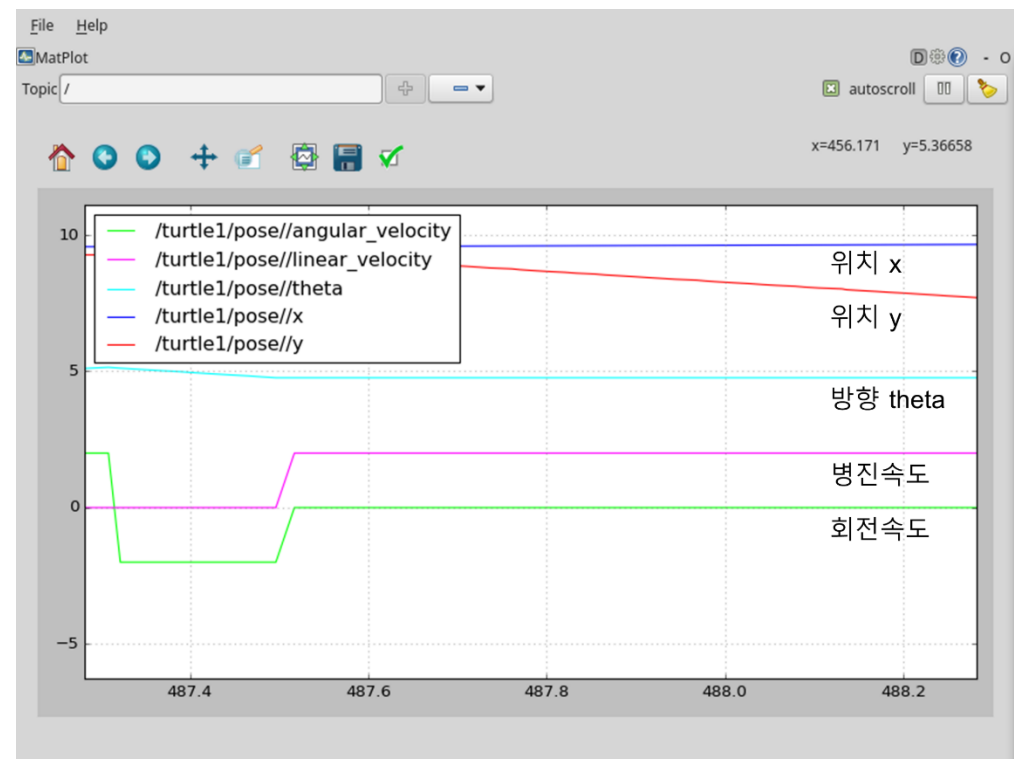 File Help
MatPlot D - O
Topic / autoscroll
x=456.171 y=5.36658
/turtle1/pose//angular_velocity
/turtle1/pose//linear_velocity
/turtle1/pose//theta
/turtle1/pose//x
/turtle1/pose//y
10
5
0
−5
위치 x
위치 y
방향 theta
병진속도
회전속도
487.4 487.6 487.8 488.0 488.2